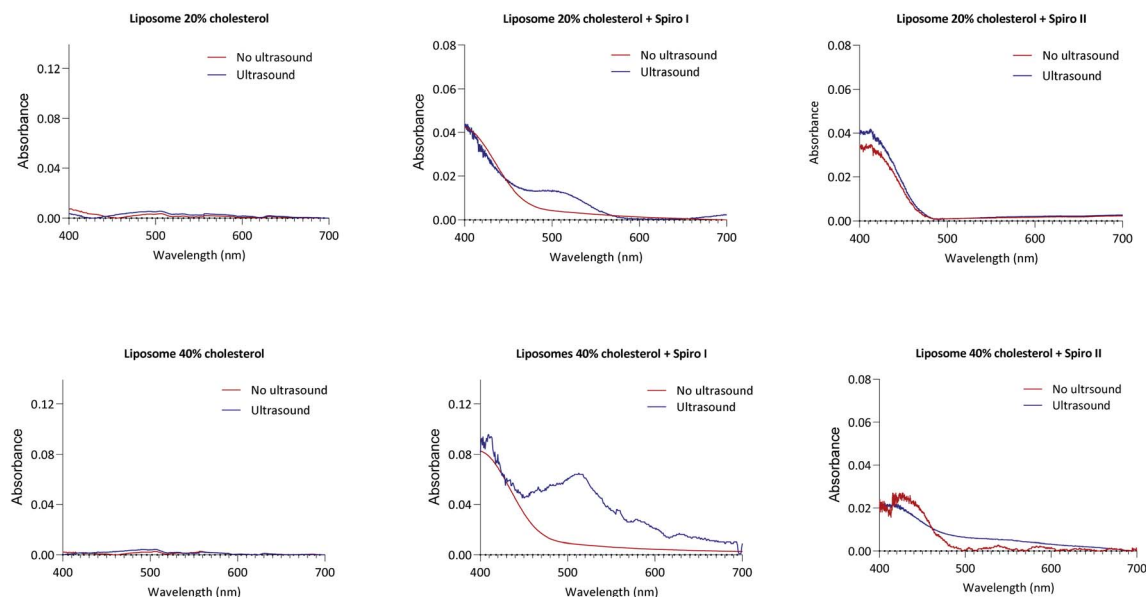 Liposome 20% cholesterol
No ultrasound
Ultrasound
0.12
0.08
0.04
0.00
Absorbance
400 500 600 700
Wavelength (nm)
Liposome 20% cholesterol + Spiro I
No ultrasound
Ultrasound
0.08
0.06
0.04
0.02
0.00
Absorbance
400 500 600 700
Wavelength (nm)
Liposome 20% cholesterol + Spiro II
No ultrasound
Ultrasound
0.08
0.06
0.04
0.02
0.00
Absorbance
400 500 600 700
Wavelength (nm)
Liposome 40% cholesterol
No ultrasound
Ultrasound
0.12
0.08
0.04
0.00
Absorbance
400 500 600 700
Wavelength (nm)
Liposomes 40% cholesterol + Spiro I
No ultrasound
Ultrasound
0.12
0.08
0.04
0.00
Absorbance
400 500 600 700
Wavelength (nm)
Liposome 40% cholesterol + Spiro II
No ultrsound
Ultrasound
0.08
0.06
0.04
0.02
0.00
Absorbance
400 500 600 700
Wavelength (nm)